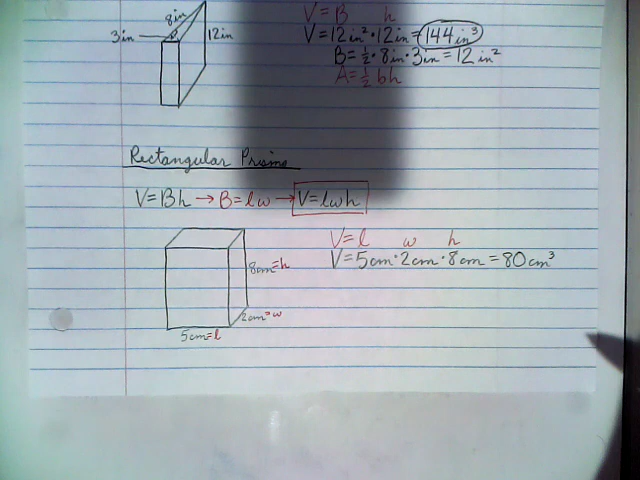 8in
3in
12in
V = B h
V = 12in² · 12in = 144in³
B = ½ · 8in · 3in = 12in²
A = ½ bh
Rectangular Prisms
V = Bh → B = lw → V = lwh
V = l w h
V = 5cm · 2cm · 8cm = 80cm³
8cm = h
2cm = w
5cm = l